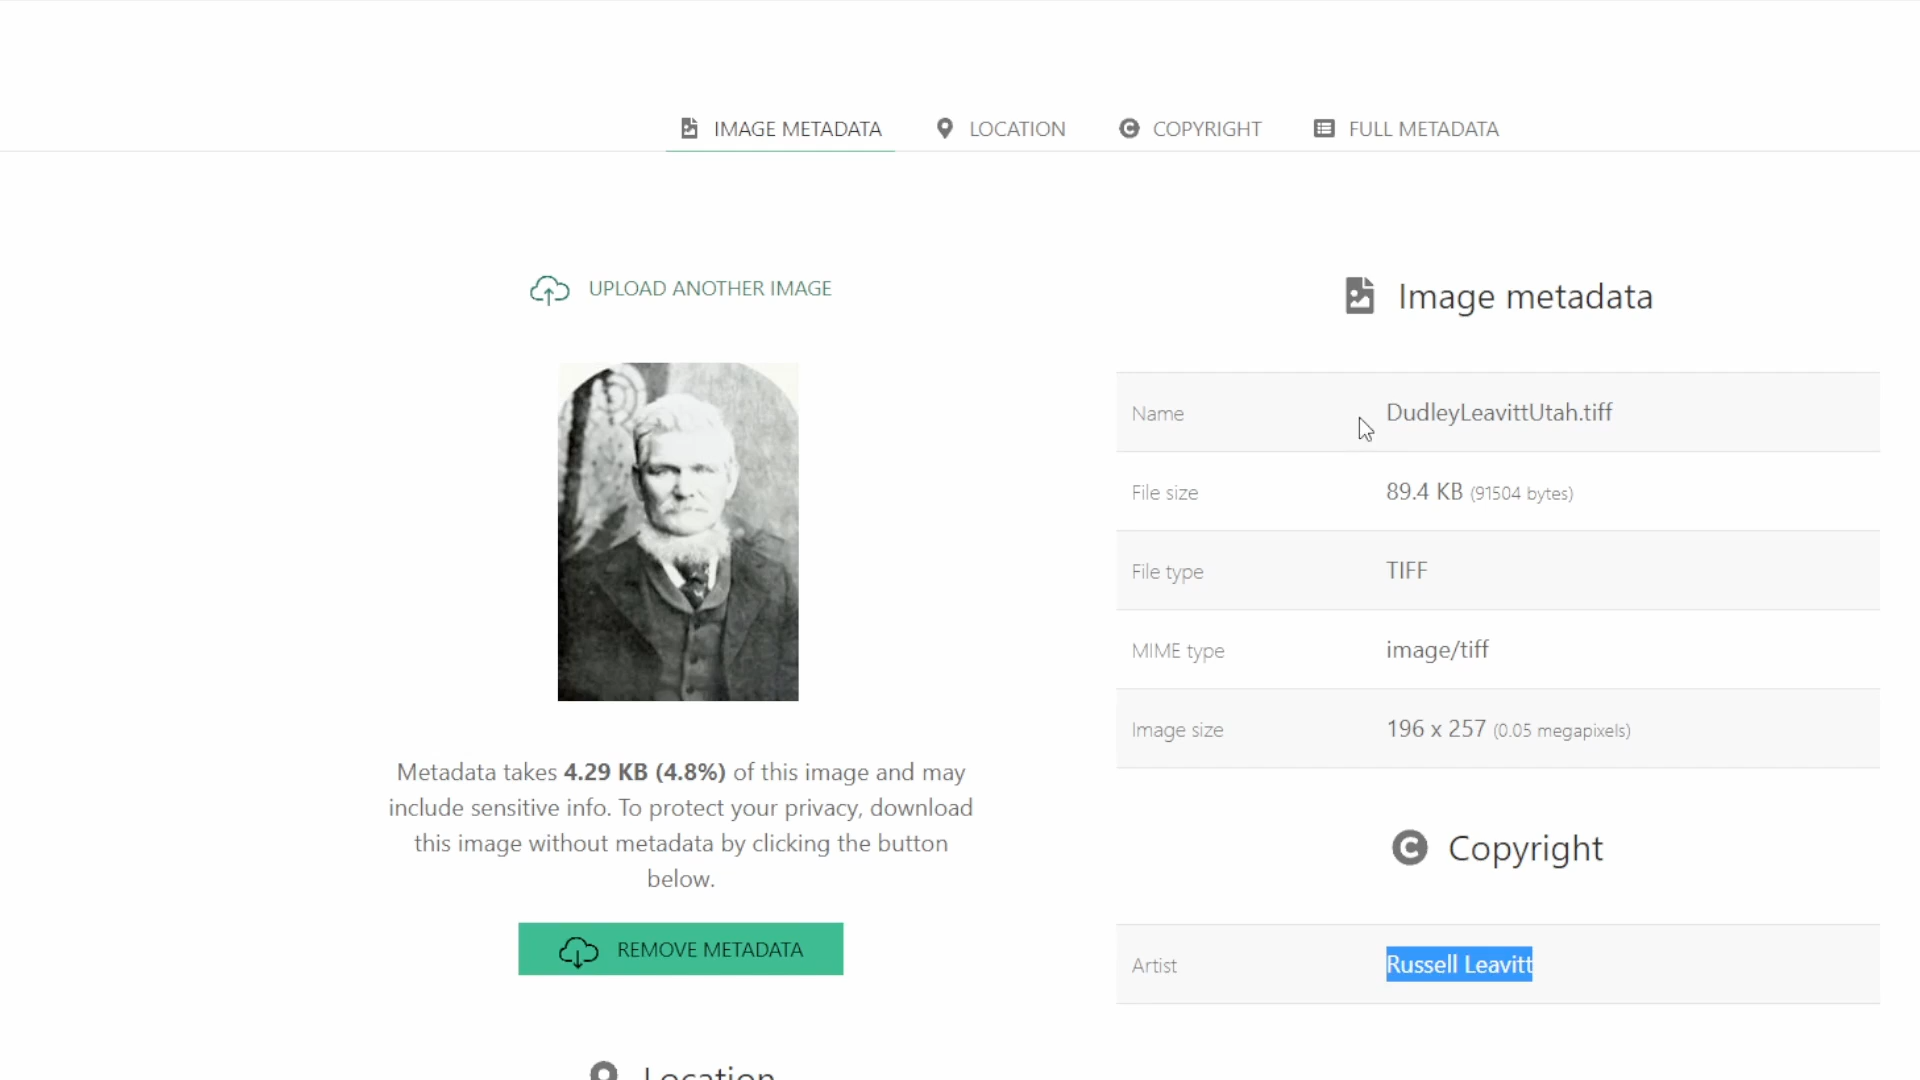 IMAGE METADATA
LOCATION
COPYRIGHT
FULL METADATA
UPLOAD ANOTHER IMAGE
Metadata takes 4.29 KB (4.8%) of this image and may
include sensitive info. To protect your privacy, download
this image without metadata by clicking the button
below.
REMOVE METADATA
Location
Image metadata
Name DudleyLeavittUtah.tiff
File size 89.4 KB (91504 bytes)
File type TIFF
MIME type image/tiff
Image size 196 x 257 (0.05 megapixels)
Copyright
Artist Russell Leavitt